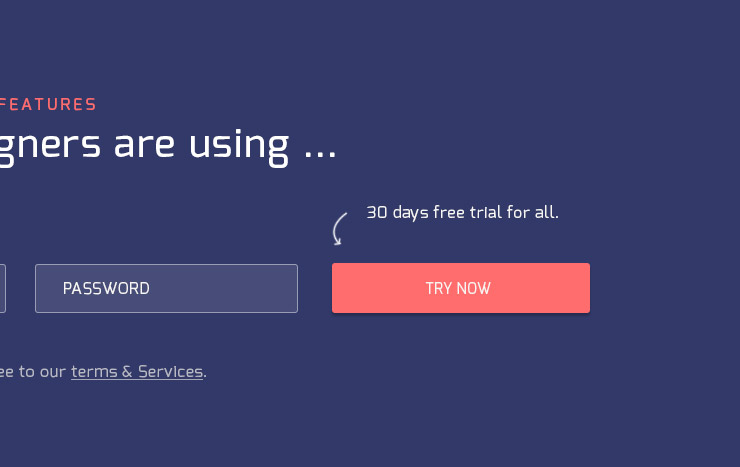 FEATURES
gners are using ...
30 days free trial for all.
PASSWORD
TRY NOW
ee to our terms & Services.